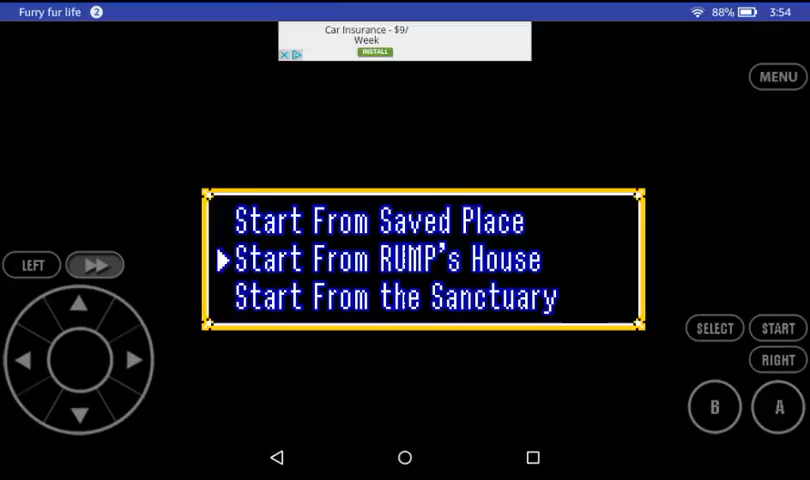 Furry fur life 2
88% 3:54
Car Insurance - $9/
Week
INSTALL
MENU
Start From Saved Place
Start From RUMP's House
Start From the Sanctuary
LEFT
SELECT START
RIGHT
B A